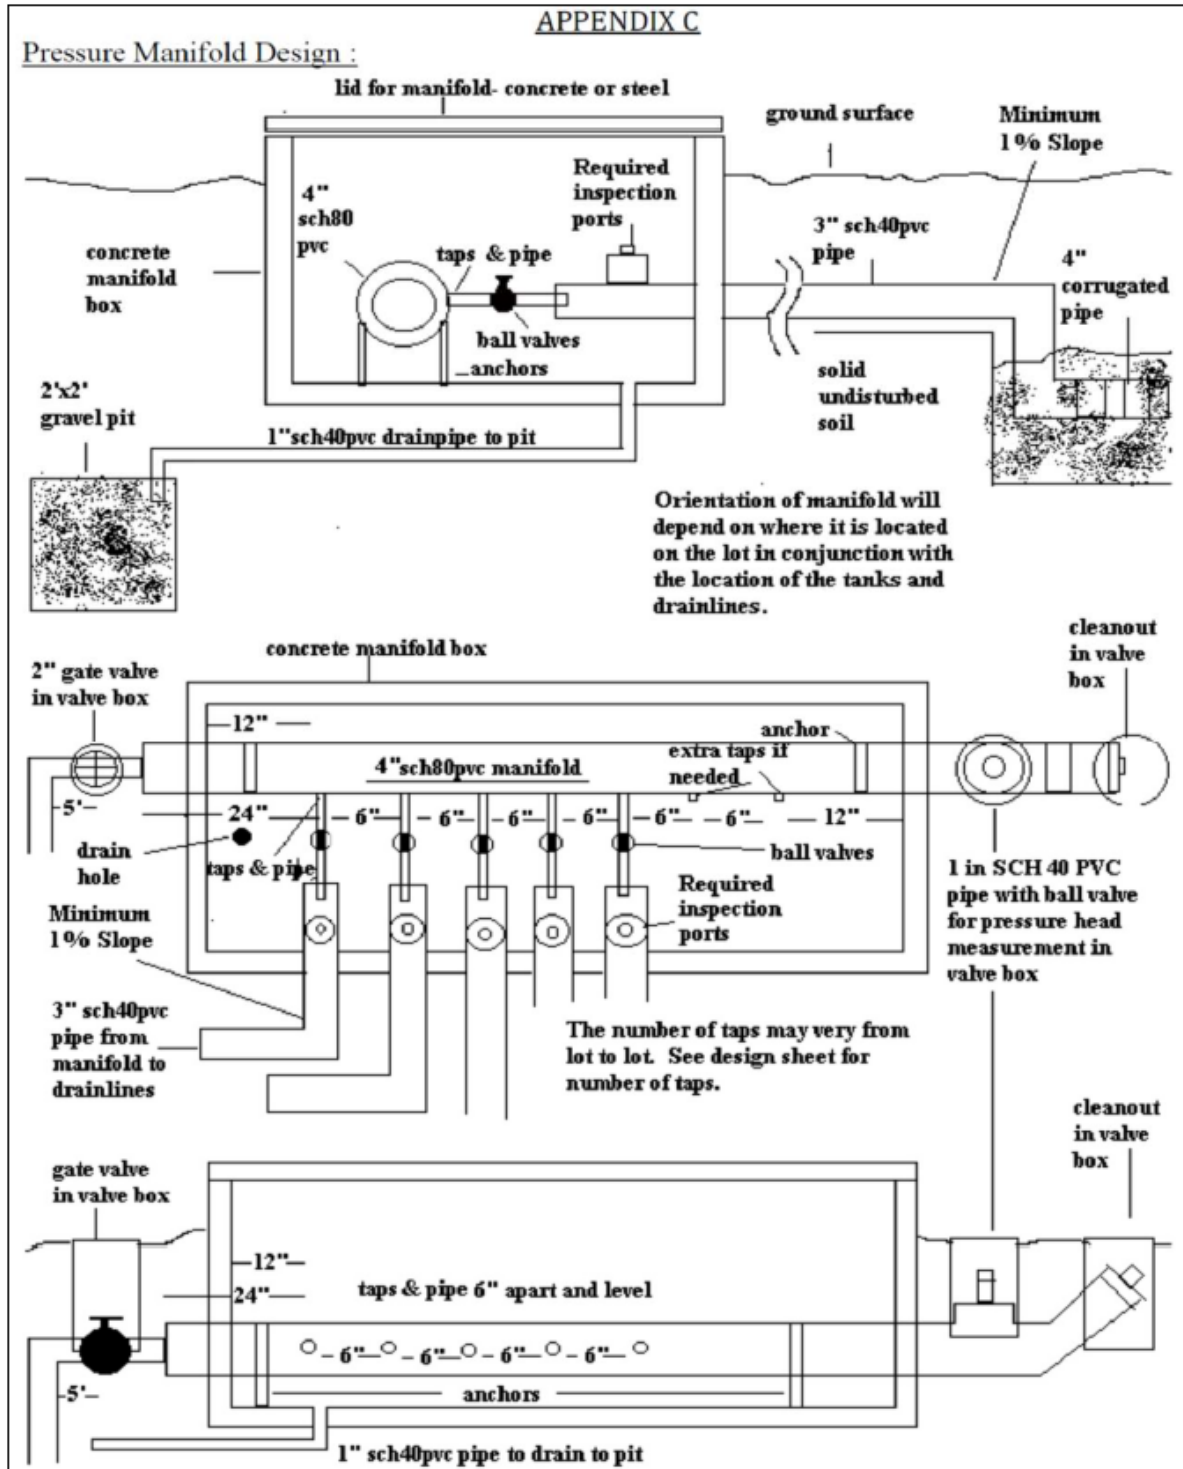 APPENDIX C
Pressure Manifold Design :
lid for manifold- concrete or steel
ground surface
Minimum
1% Slope
4"
sch80
pvc
Required
inspection
ports
taps & pipe
3" sch40pvc
pipe
4"
corrugated
pipe
concrete
manifold
box
ball valves
anchors
solid
undisturbed
soil
2'x2'
gravel pit
1"sch40pvc drainpipe to pit
Orientation of manifold will
depend on where it is located
on the lot in conjunction with
the location of the tanks and
drainlines.
concrete manifold box
cleanout
in valve
box
2" gate valve
in valve box
12"
anchor
extra taps if
needed
4"sch80pvc manifold
5'
24"
6"
6"
6"
6"
6"
6"
12"
drain
hole
taps & pipe
ball valves
Minimum
1% Slope
Required
inspection
ports
1 in SCH 40 PVC
pipe with ball valve
for pressure head
measurement in
valve box
3" sch40pvc
pipe from
manifold to
drainlines
The number of taps may very from
lot to lot. See design sheet for
number of taps.
cleanout
in valve
box
gate valve
in valve box
12"
24"
taps & pipe 6" apart and level
6"
6"
6"
6"
5'
anchors
1" sch40pvc pipe to drain to pit